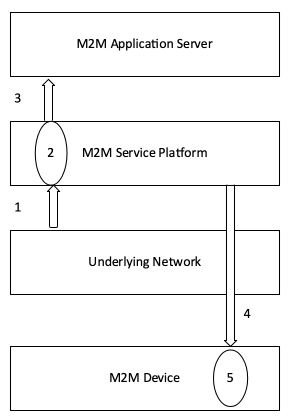 M2M Application Server
3
2
M2M Service Platform
1
Underlying Network
4
M2M Device
5